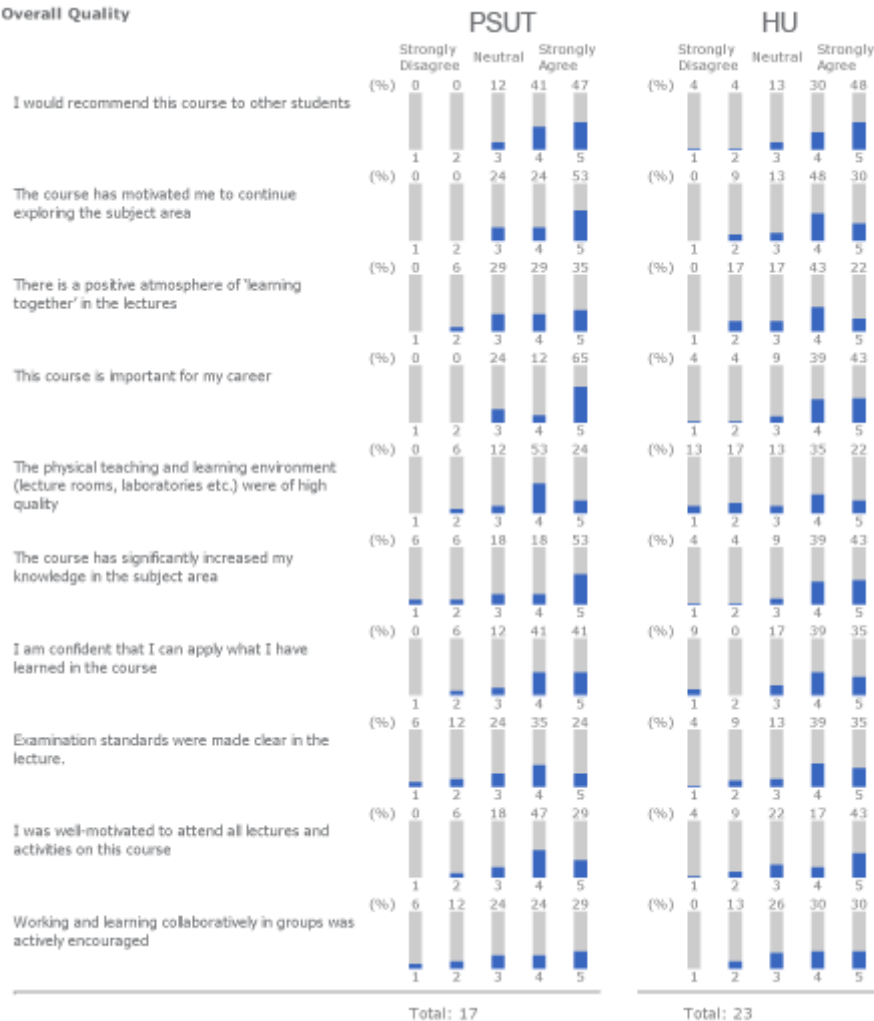 Overall Quality
PSUT HU
Strongly Disagree Neutral Strongly Agree Strongly Disagree Neutral Strongly Agree
(%) 0 0 12 41 47 (%) 4 4 13 30 48
I would recommend this course to other students
1 2 3 4 5 1 2 3 4 5
(%) 0 0 24 24 53 (%) 0 9 13 48 30
The course has motivated me to continue
exploring the subject area
1 2 3 4 5 1 2 3 4 5
(%) 0 6 29 29 35 (%) 0 17 17 43 22
There is a positive atmosphere of 'learning
together' in the lectures
1 2 3 4 5 1 2 3 4 5
(%) 0 0 24 12 65 (%) 4 4 9 39 43
This course is important for my career
1 2 3 4 5 1 2 3 4 5
(%) 0 6 12 53 24 (%) 13 17 13 35 22
The physical teaching and learning environment
(lecture rooms, laboratories etc.) were of high
quality
1 2 3 4 5 1 2 3 4 5
(%) 6 6 18 18 53 (%) 4 4 9 39 43
The course has significantly increased my
knowledge in the subject area
1 2 3 4 5 1 2 3 4 5
(%) 0 6 12 41 41 (%) 9 0 17 39 35
I am confident that I can apply what I have
learned in the course
1 2 3 4 5 1 2 3 4 5
(%) 6 12 24 35 24 (%) 4 9 13 39 35
Examination standards were made clear in the
lecture.
1 2 3 4 5 1 2 3 4 5
(%) 0 6 18 47 29 (%) 4 9 22 17 43
I was well-motivated to attend all lectures and
activities on this course
1 2 3 4 5 1 2 3 4 5
(%) 6 12 24 24 29 (%) 0 13 26 30 30
Working and learning collaboratively in groups was
actively encouraged
1 2 3 4 5 1 2 3 4 5
Total: 17 Total: 23